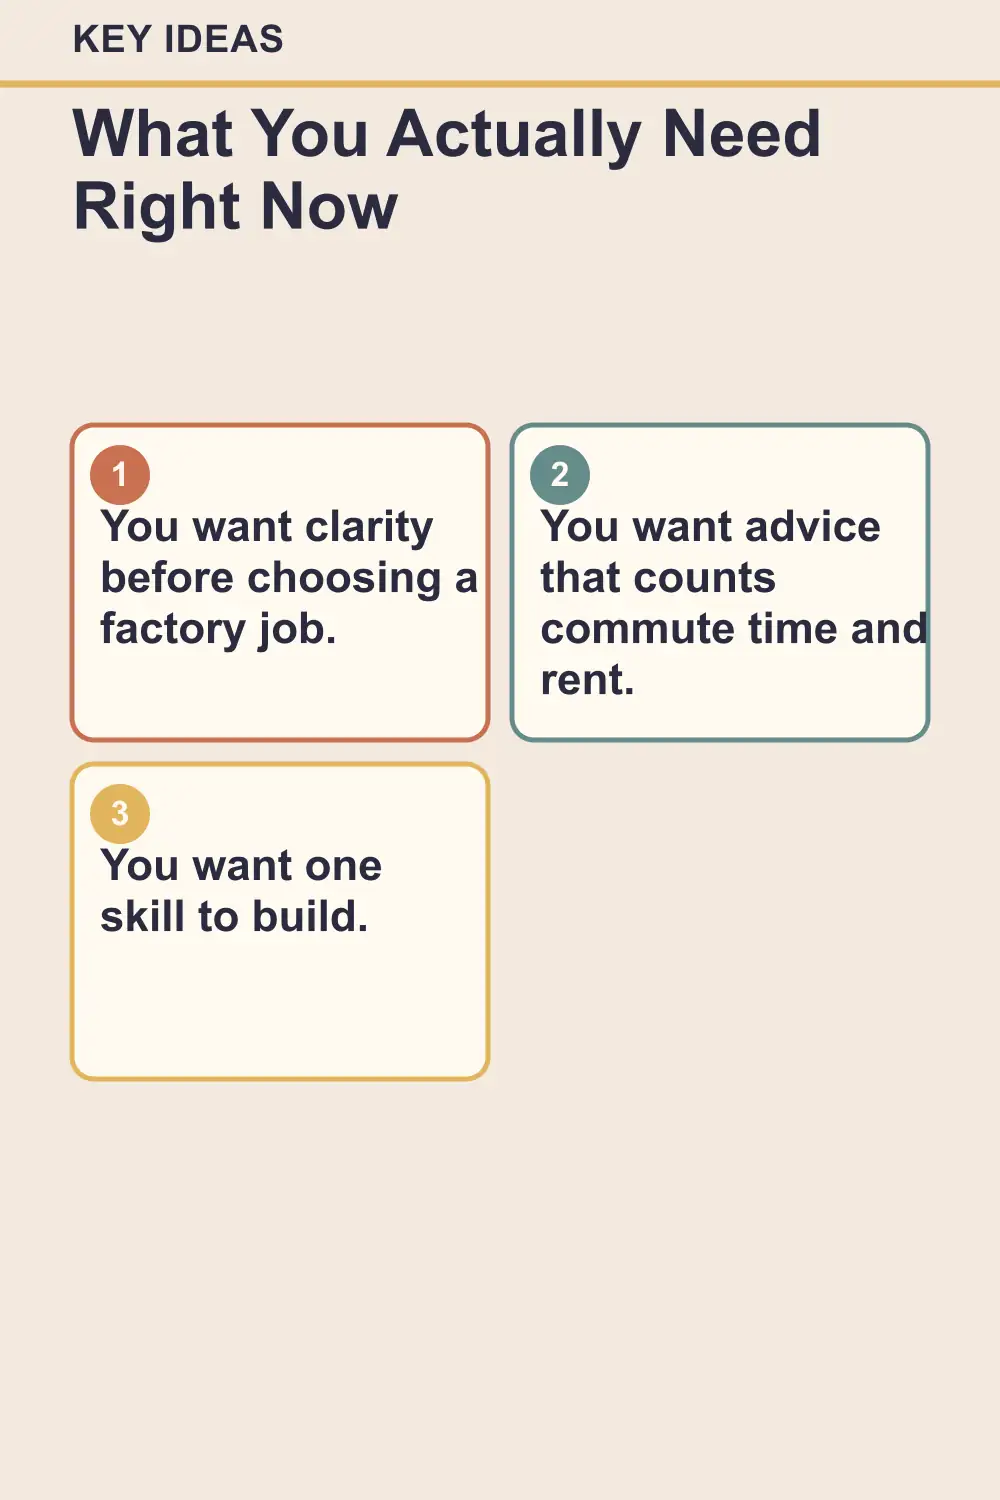 KEY IDEAS
What You Actually Need
Right Now
1
You want clarity
before choosing a
factory job.
2
You want advice
that counts
commute time and
rent.
3
You want one
skill to build.